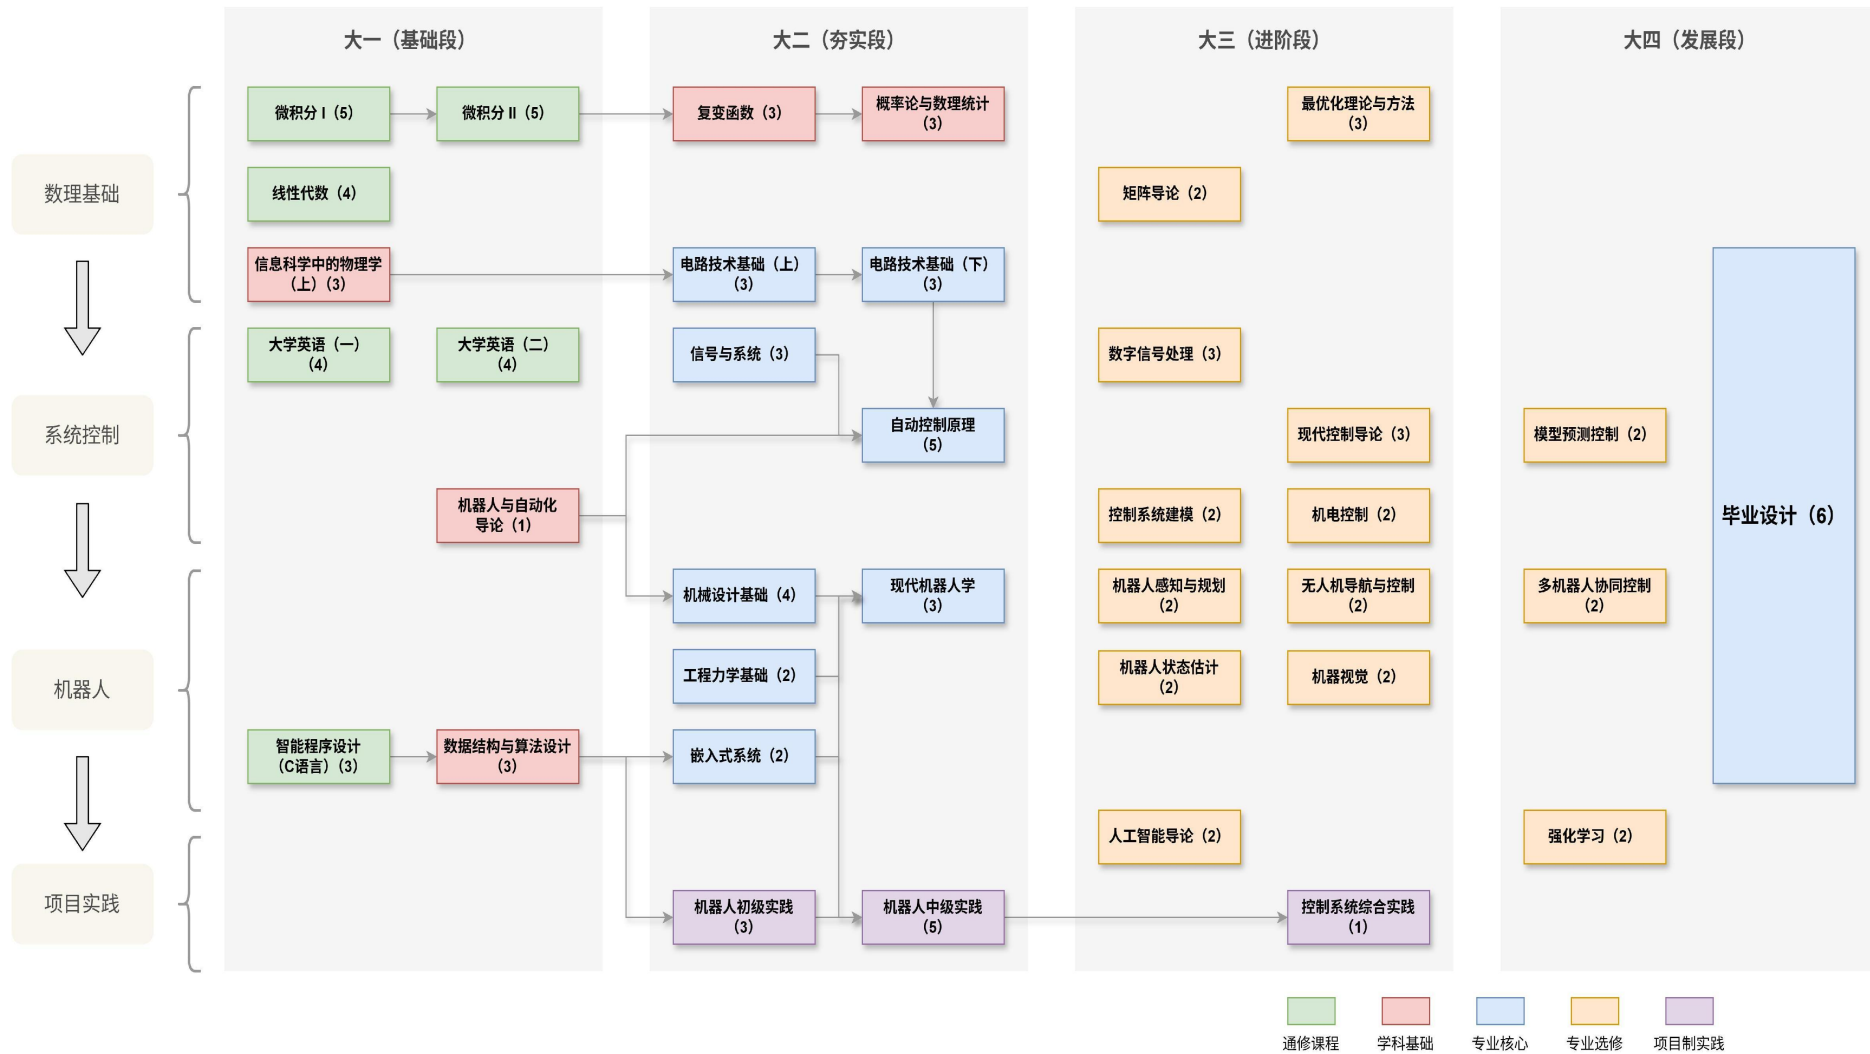 大一（基础段）
大二（夯实段）
大三（进阶段）
大四（发展段）
微积分 I（5）
微积分 II（5）
复变函数（3）
概率论与数理统计
（3）
最优化理论与方法
（3）
数理基础
线性代数（4）
矩阵导论（2）
信息科学中的物理学
（上）（3）
电路技术基础（上）
（3）
电路技术基础（下）
（3）
大学英语（一）
（4）
大学英语（二）
（4）
信号与系统（3）
数字信号处理（3）
系统控制
自动控制原理
（5）
现代控制导论（3）
模型预测控制（2）
机器人与自动化
导论（1）
控制系统建模（2）
机电控制（2）
毕业设计（6）
机械设计基础（4）
现代机器人学
（3）
机器人感知与规划
（2）
无人机导航与控制
（2）
多机器人协同控制
（2）
机器人
工程力学基础（2）
机器人状态估计
（2）
机器视觉（2）
智能程序设计
（C语言）（3）
数据结构与算法设计
（3）
嵌入式系统（2）
人工智能导论（2）
强化学习（2）
项目实践
机器人初级实践
（3）
机器人中级实践
（5）
控制系统综合实践
（1）
通修课程
学科基础
专业核心
专业选修
项目制实践